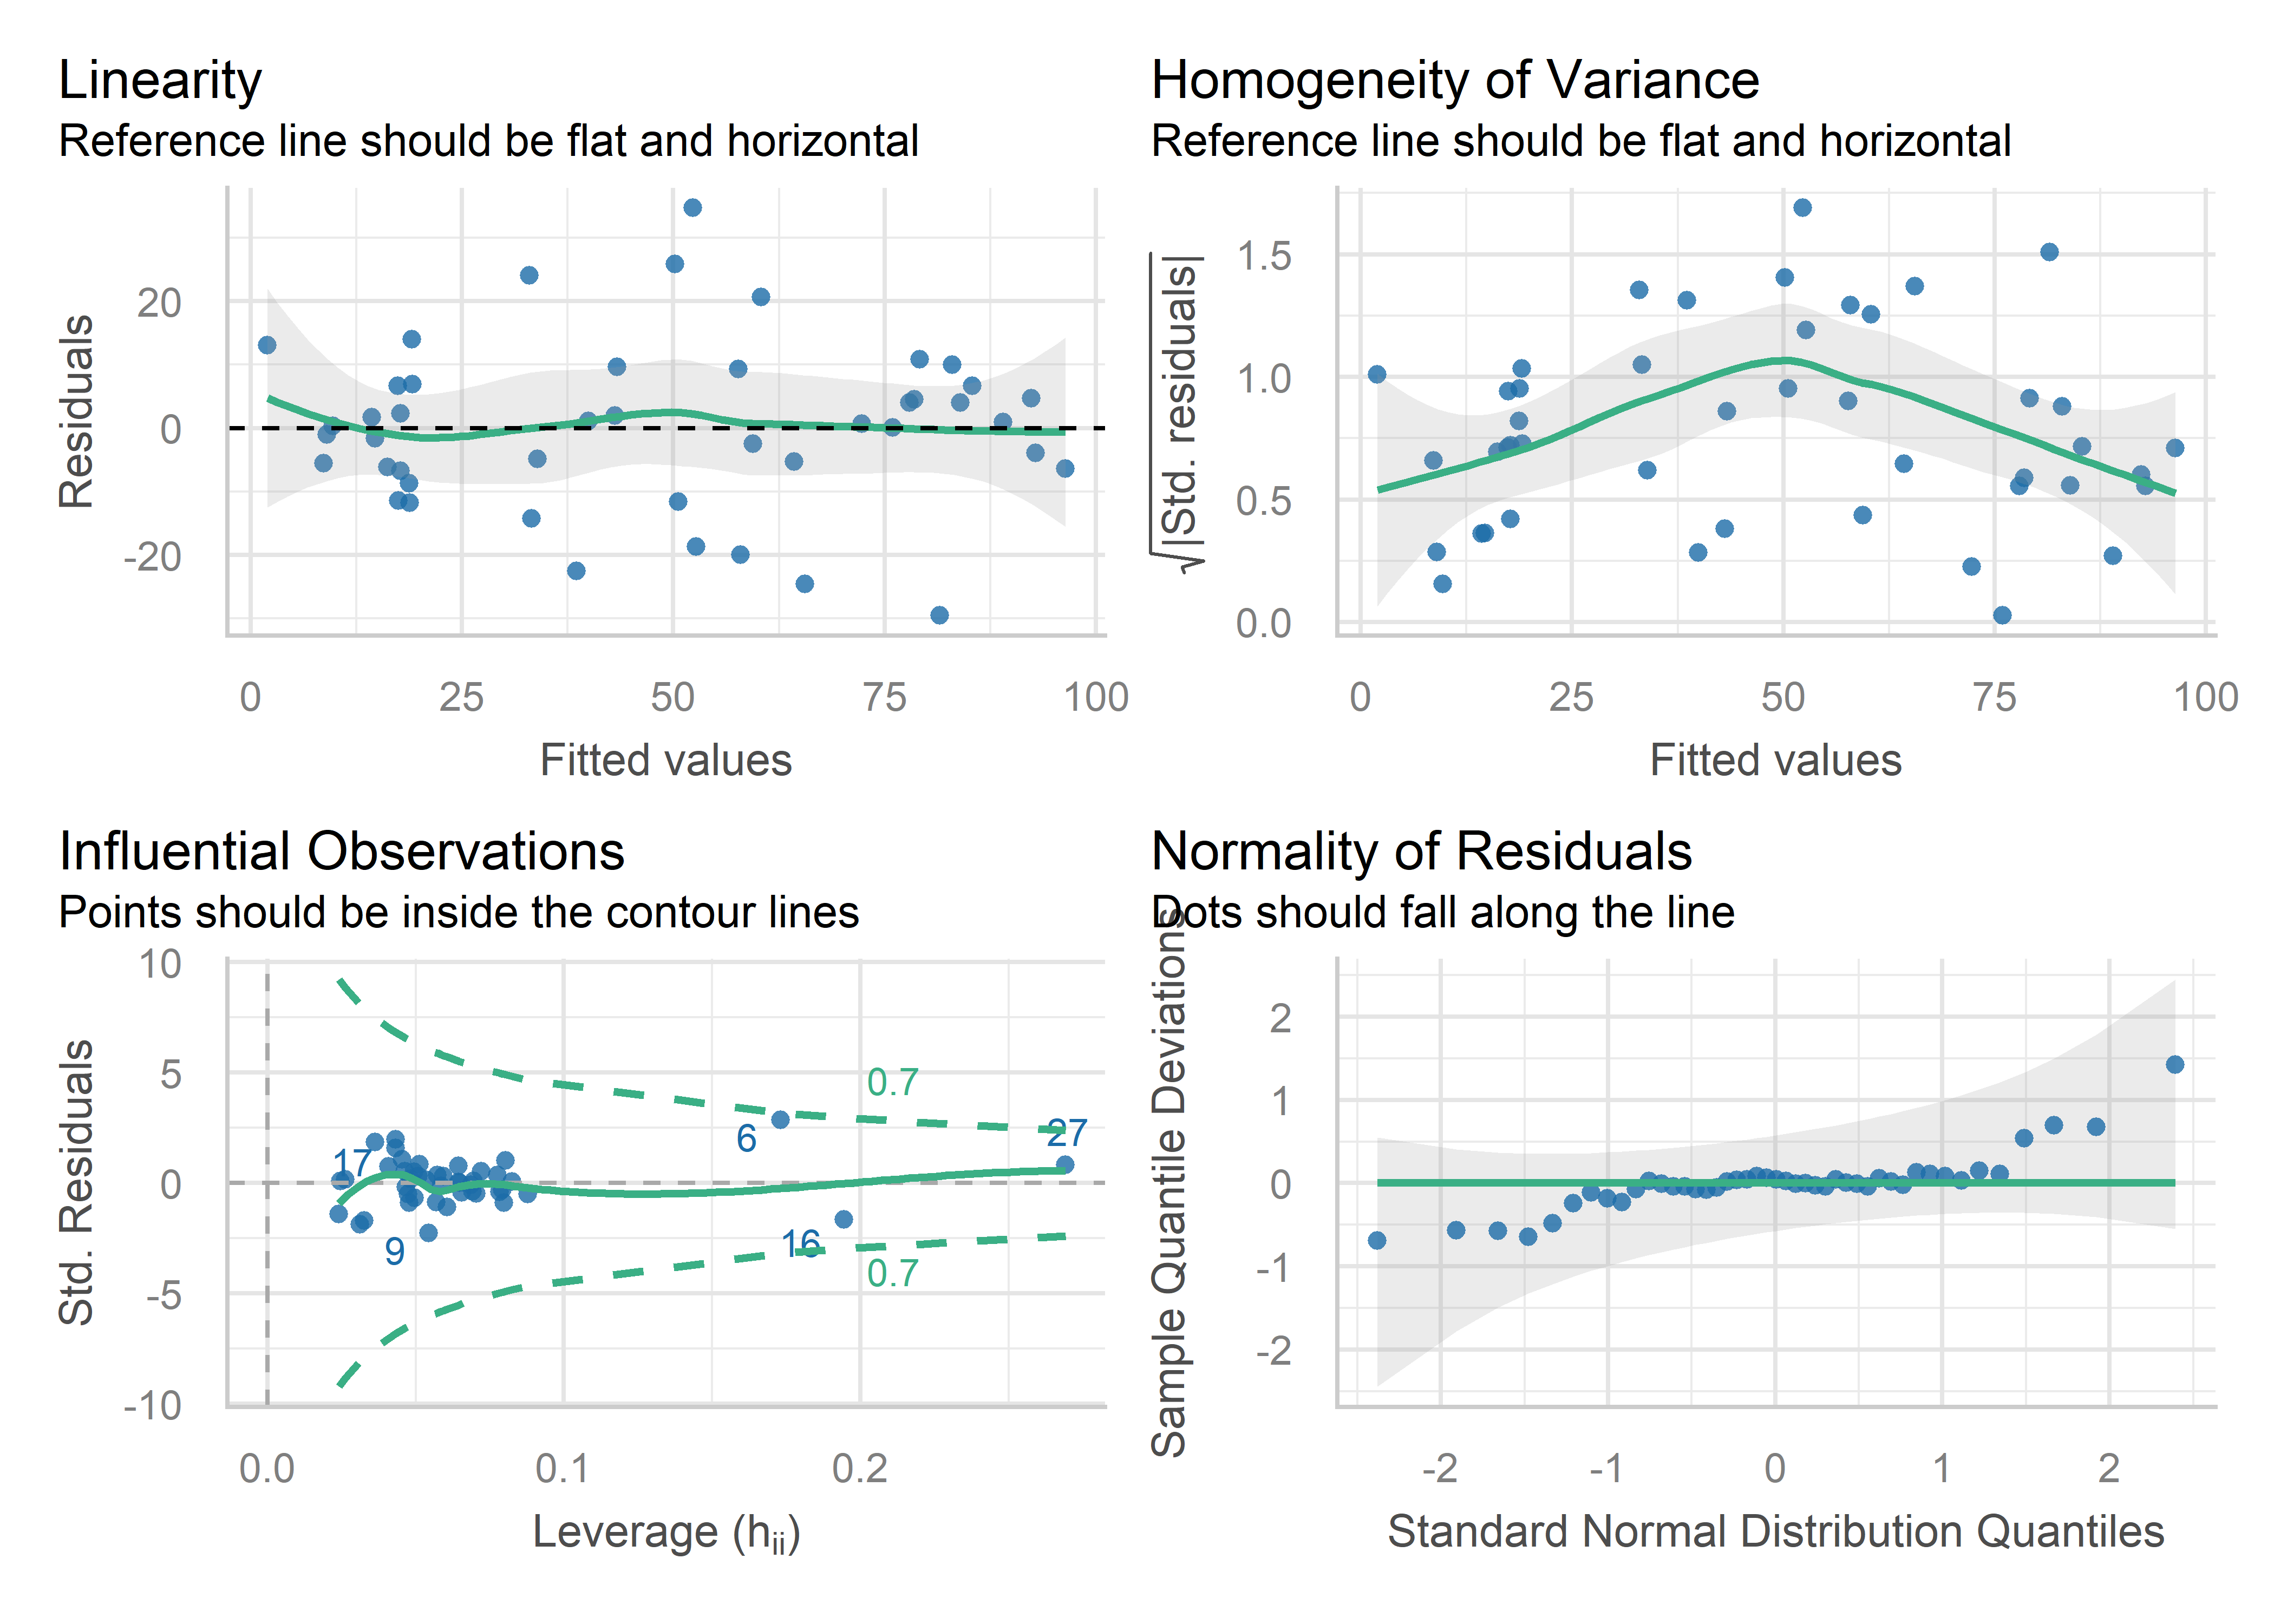 Linearity
Reference line should be flat and horizontal
Residuals
20
0
-20
0 25 50 75 100
Fitted values
Homogeneity of Variance
Reference line should be flat and horizontal
√|Std. residuals|
1.5
1.0
0.5
0.0
0 25 50 75 100
Fitted values
Influential Observations
Points should be inside the contour lines
Std. Residuals
10
5
0
-5
-10
0.7
6
27
17
9
16
0.7
0.0 0.1 0.2
Leverage (hii)
Normality of Residuals
Dots should fall along the line
Sample Quantile Deviations
2
1
0
-1
-2
-2 -1 0 1 2
Standard Normal Distribution Quantiles